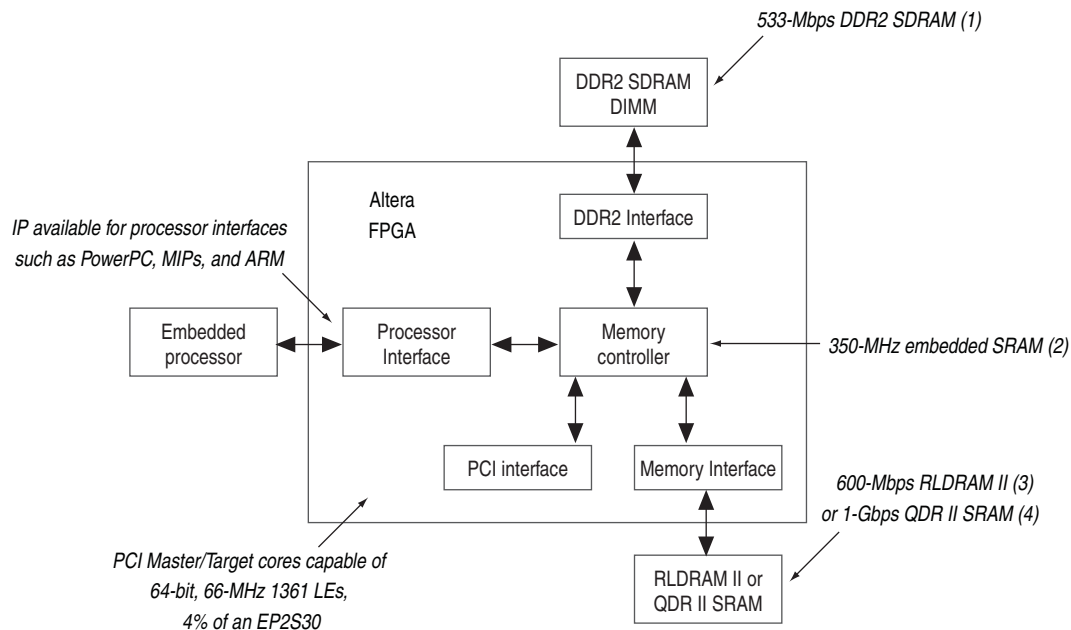 533-Mbps DDR2 SDRAM (1)
DDR2 SDRAM
DIMM
Altera
FPGA
DDR2 Interface
IP available for processor interfaces
such as PowerPC, MIPs, and ARM
Embedded
processor
Processor
Interface
Memory
controller
350-MHz embedded SRAM (2)
PCI interface
Memory Interface
600-Mbps RLDRAM II (3)
or 1-Gbps QDR II SRAM (4)
PCI Master/Target cores capable of
64-bit, 66-MHz 1361 LEs,
4% of an EP2S30
RLDRAM II or
QDR II SRAM